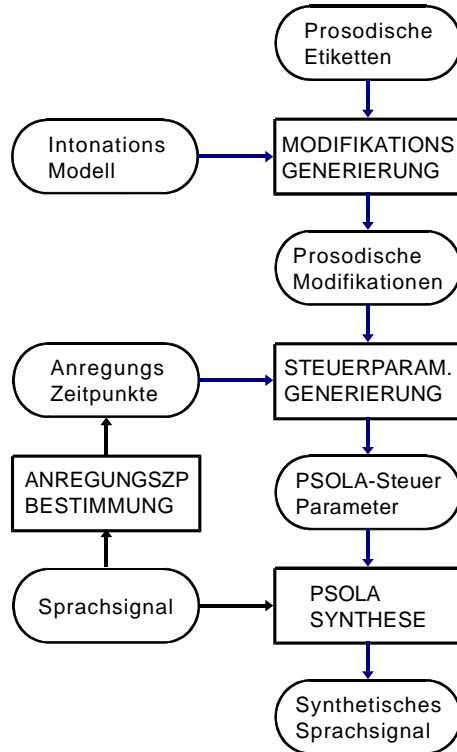 Prosodische
Etiketten
Intonations
Modell
MODIFIKATIONS
GENERIERUNG
Prosodische
Modifikationen
Anregungs
Zeitpunkte
STEUERPARAM.
GENERIERUNG
ANREGUNGSZP
BESTIMMUNG
PSOLA-Steuer
Parameter
Sprachsignal
PSOLA
SYNTHESE
Synthetisches
Sprachsignal